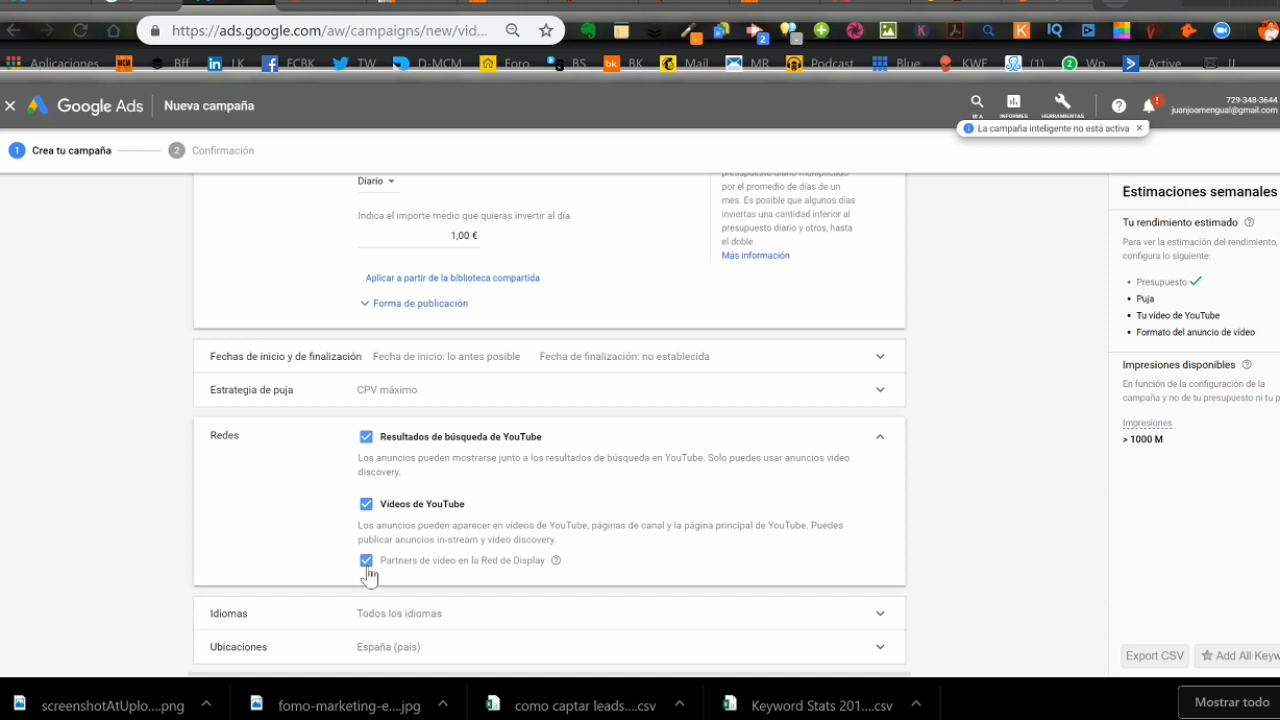 https://ads.google.com/aw/campaigns/new/vid...
Aplicaciones
Bff
LK
FCBK
TW
D-MCM
Foro
BS
BK
Mail
MR
Podcast
Blue
KWF
(1)
Wp
Active
Google Ads
Nueva campaña
IR A
INFORMES
HERRAMIENTAS
729-348-3644
juanjoamengual@gmail.com
La campaña inteligente no está activa
1 Crea tu campaña
2 Confirmación
Diario
Indica el importe medio que quieras invertir al día
1,00 €
Aplicar a partir de la biblioteca compartida
Forma de publicación
presupuesto diario multiplicado
por el promedio de días de un
mes. Es posible que algunos días
inviertas una cantidad inferior al
presupuesto diario y otros, hasta
el doble.
Más información
Fechas de inicio y de finalización Fecha de inicio: lo antes posible Fecha de finalización: no establecida
Estrategia de puja CPV máximo
Redes
Resultados de búsqueda de YouTube
Los anuncios pueden mostrarse junto a los resultados de búsqueda en YouTube. Solo puedes usar anuncios video
discovery.
Vídeos de YouTube
Los anuncios pueden aparecer en vídeos de YouTube, páginas de canal y la página principal de YouTube. Puedes
publicar anuncios in-stream y video discovery.
Partners de vídeo en la Red de Display
Idiomas Todos los idiomas
Ubicaciones España (país)
Estimaciones semanales
Tu rendimiento estimado
Para ver la estimación del rendimiento,
configura lo siguiente:
• Presupuesto
• Puja
• Tu vídeo de YouTube
• Formato del anuncio de vídeo
Impresiones disponibles
En función de la configuración de la
campaña y no de tu presupuesto ni tu p
Impresiones
> 1000 M
Export CSV
Add All Keyw
screenshotAtUplo....png
fomo-marketing-e....jpg
como captar leads....csv
Keyword Stats 201....csv
Mostrar todo